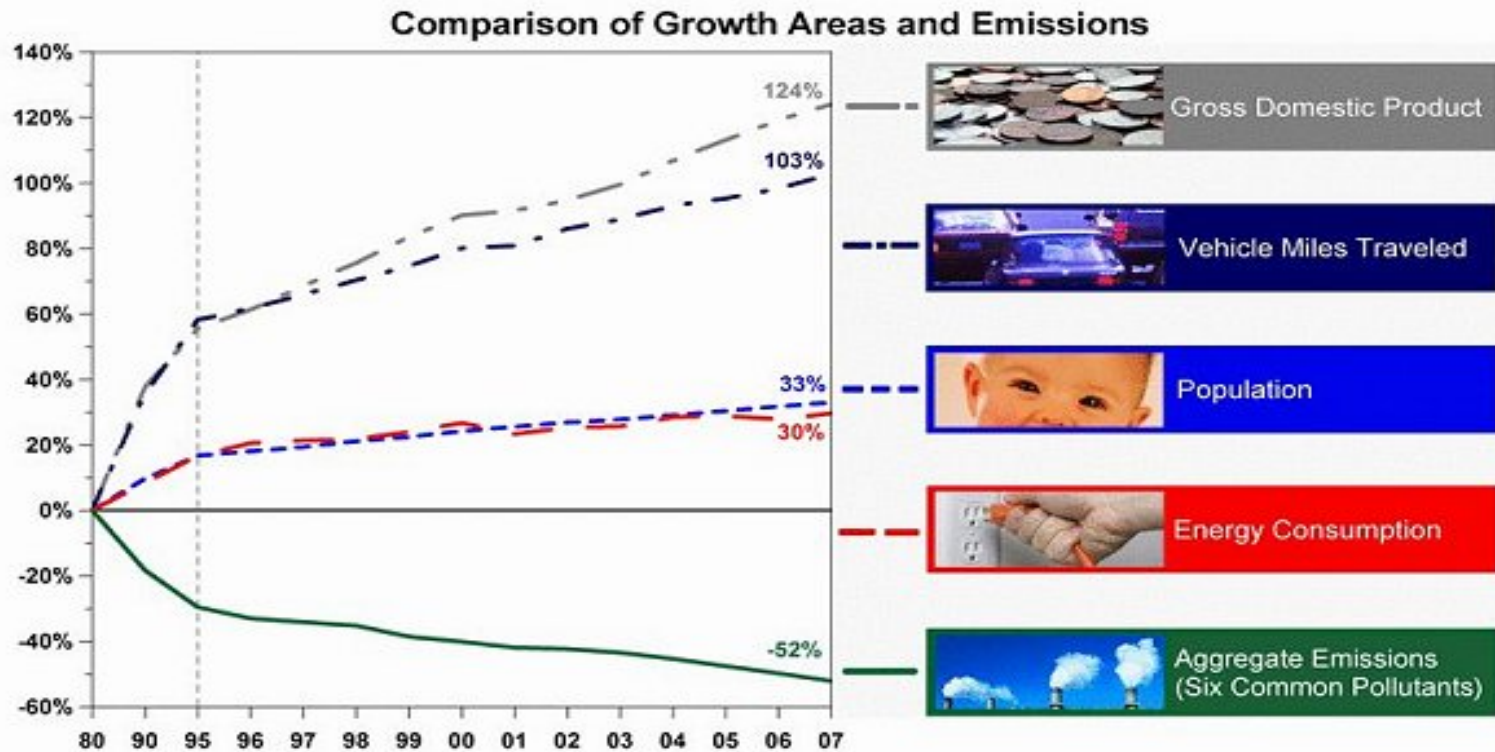 Comparison of Growth Areas and Emissions
140%
120%
100%
80%
60%
40%
20%
0%
-20%
-40%
-60%
124%
103%
33%
30%
-52%
80 90 95 96 97 98 99 00 01 02 03 04 05 06 07
Gross Domestic Product
Vehicle Miles Traveled
Population
Energy Consumption
Aggregate Emissions
(Six Common Pollutants)